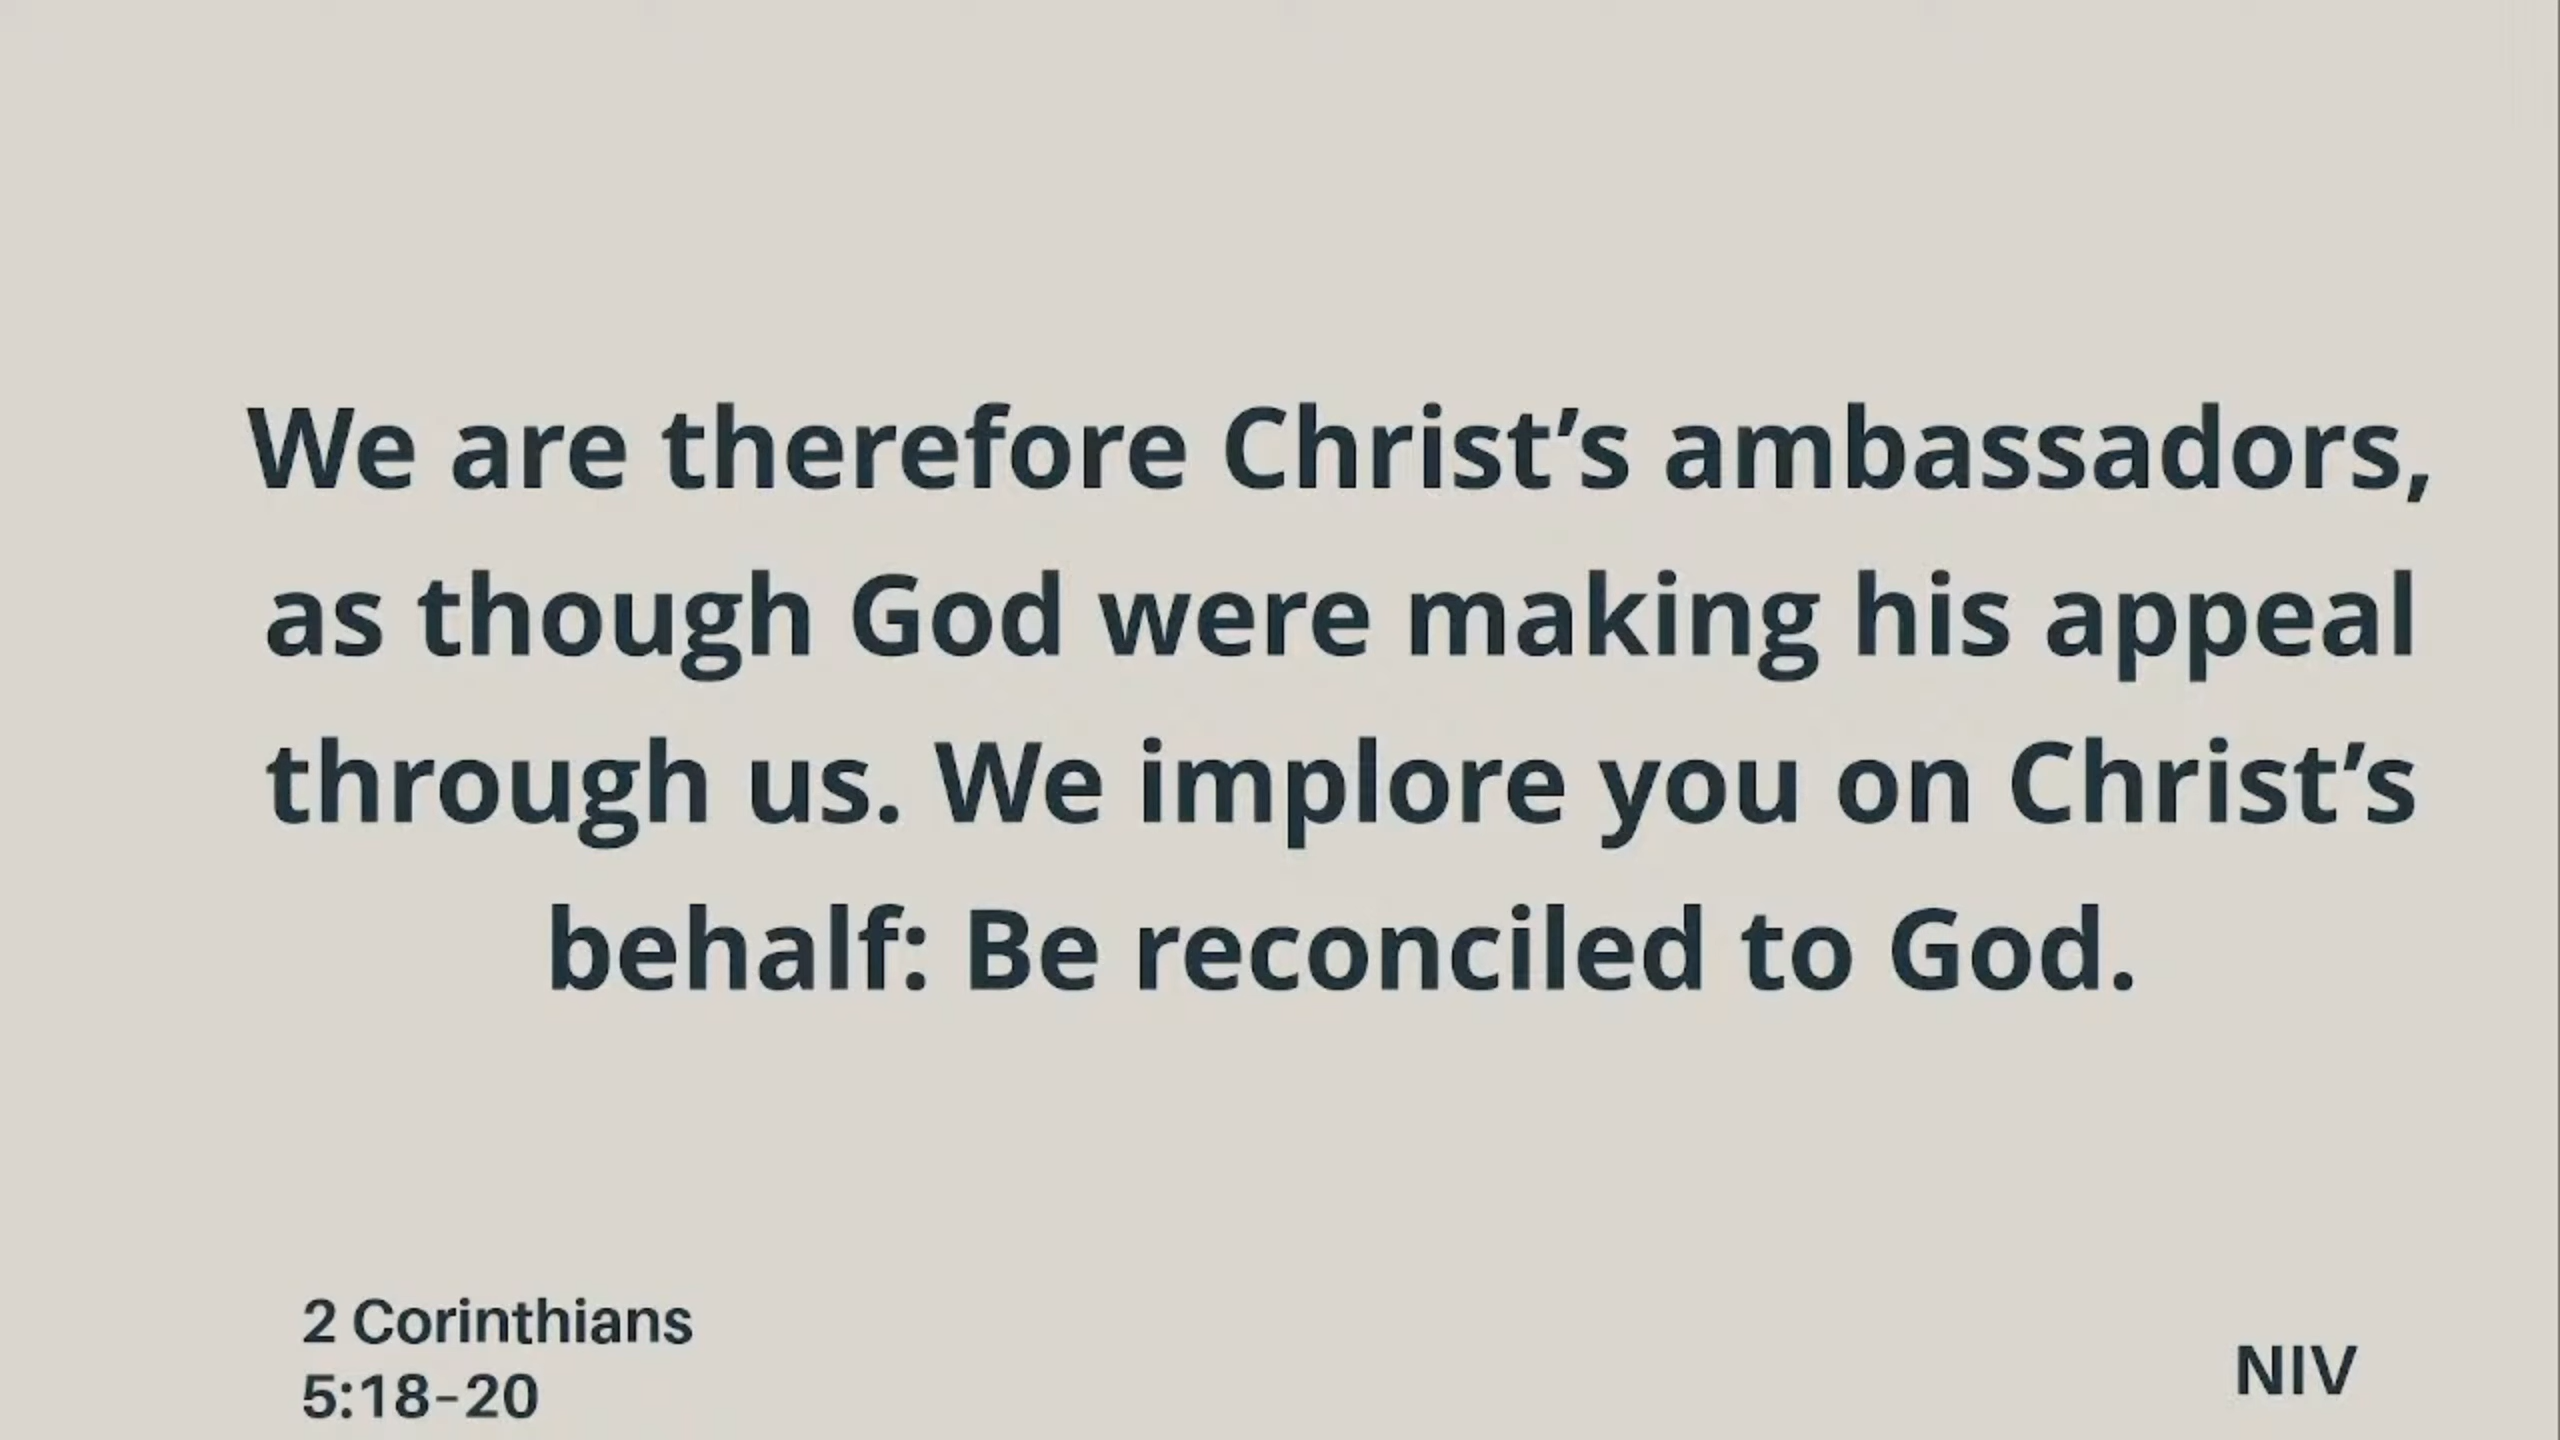 We are therefore Christ’s ambassadors,
as though God were making his appeal
through us. We implore you on Christ’s
behalf: Be reconciled to God.
2 Corinthians
5:18-20
NIV